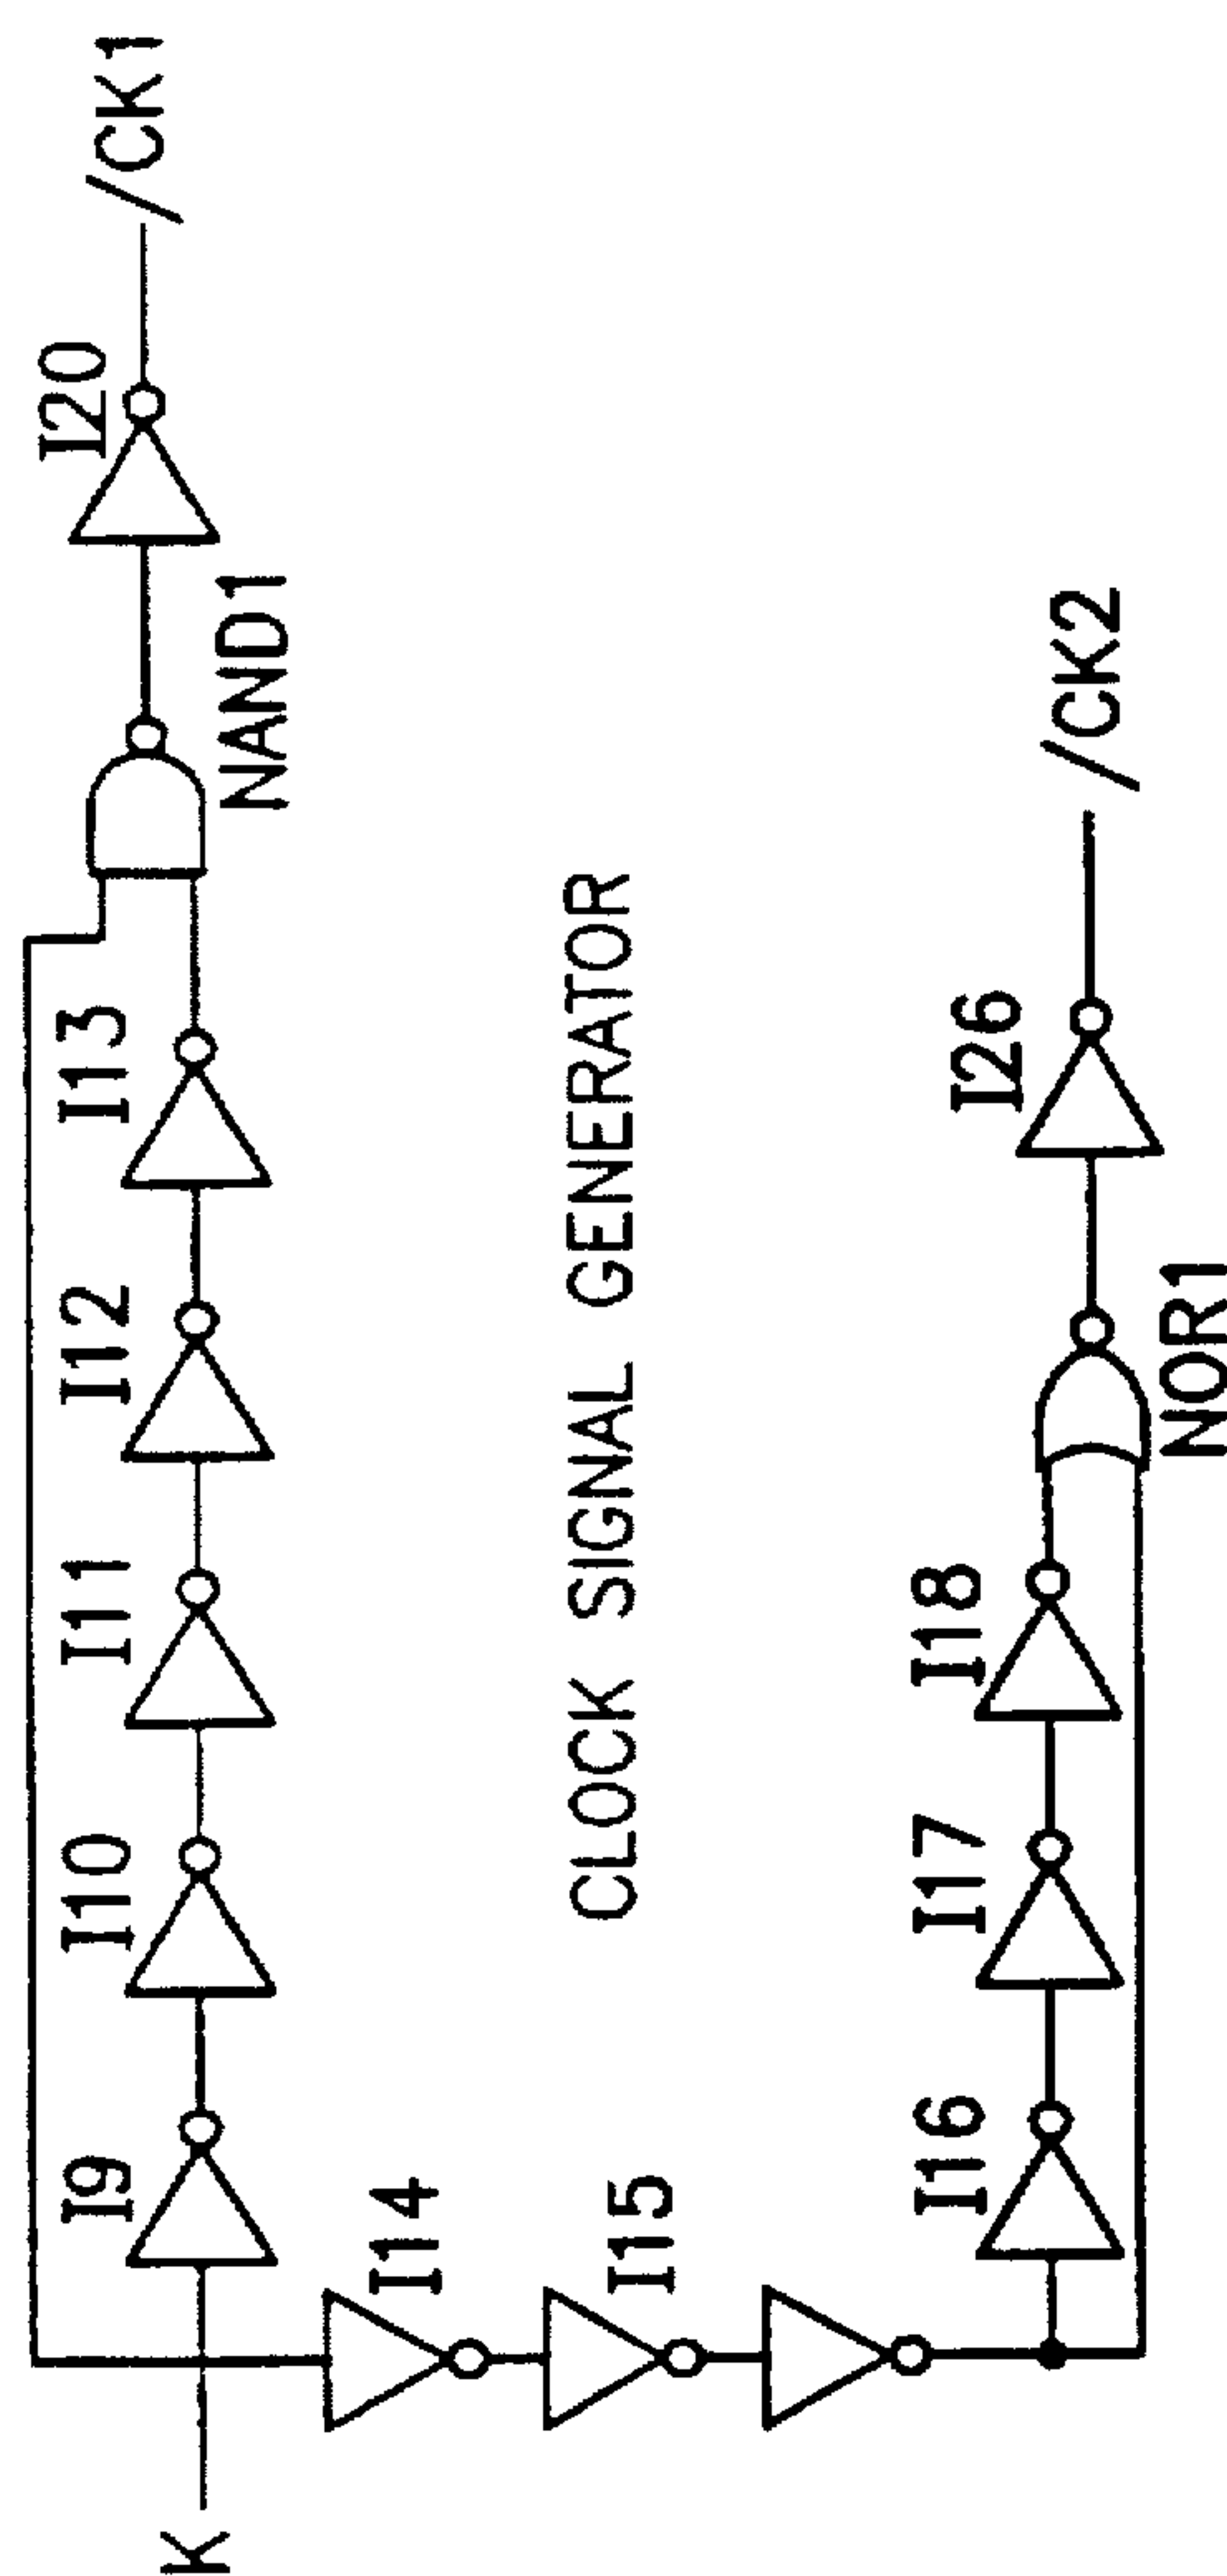 K
I9
I10
I11
I12
I13
NAND1
I20
/CK1
I14
I15
CLOCK SIGNAL GENERATOR
I16
I17
I18
NOR1
I26
/CK2